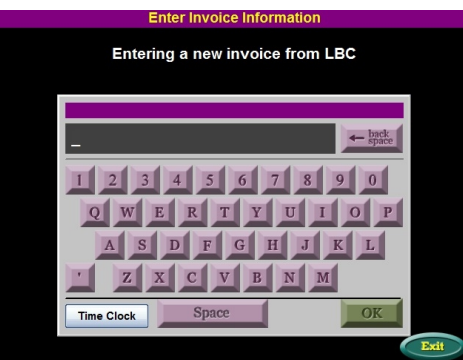 Enter Invoice Information
Entering a new invoice from LBC
_
← back space
1 2 3 4 5 6 7 8 9 0
Q W E R T Y U I O P
A S D F G H J K L
' Z X C V B N M
Time Clock Space OK
Exit